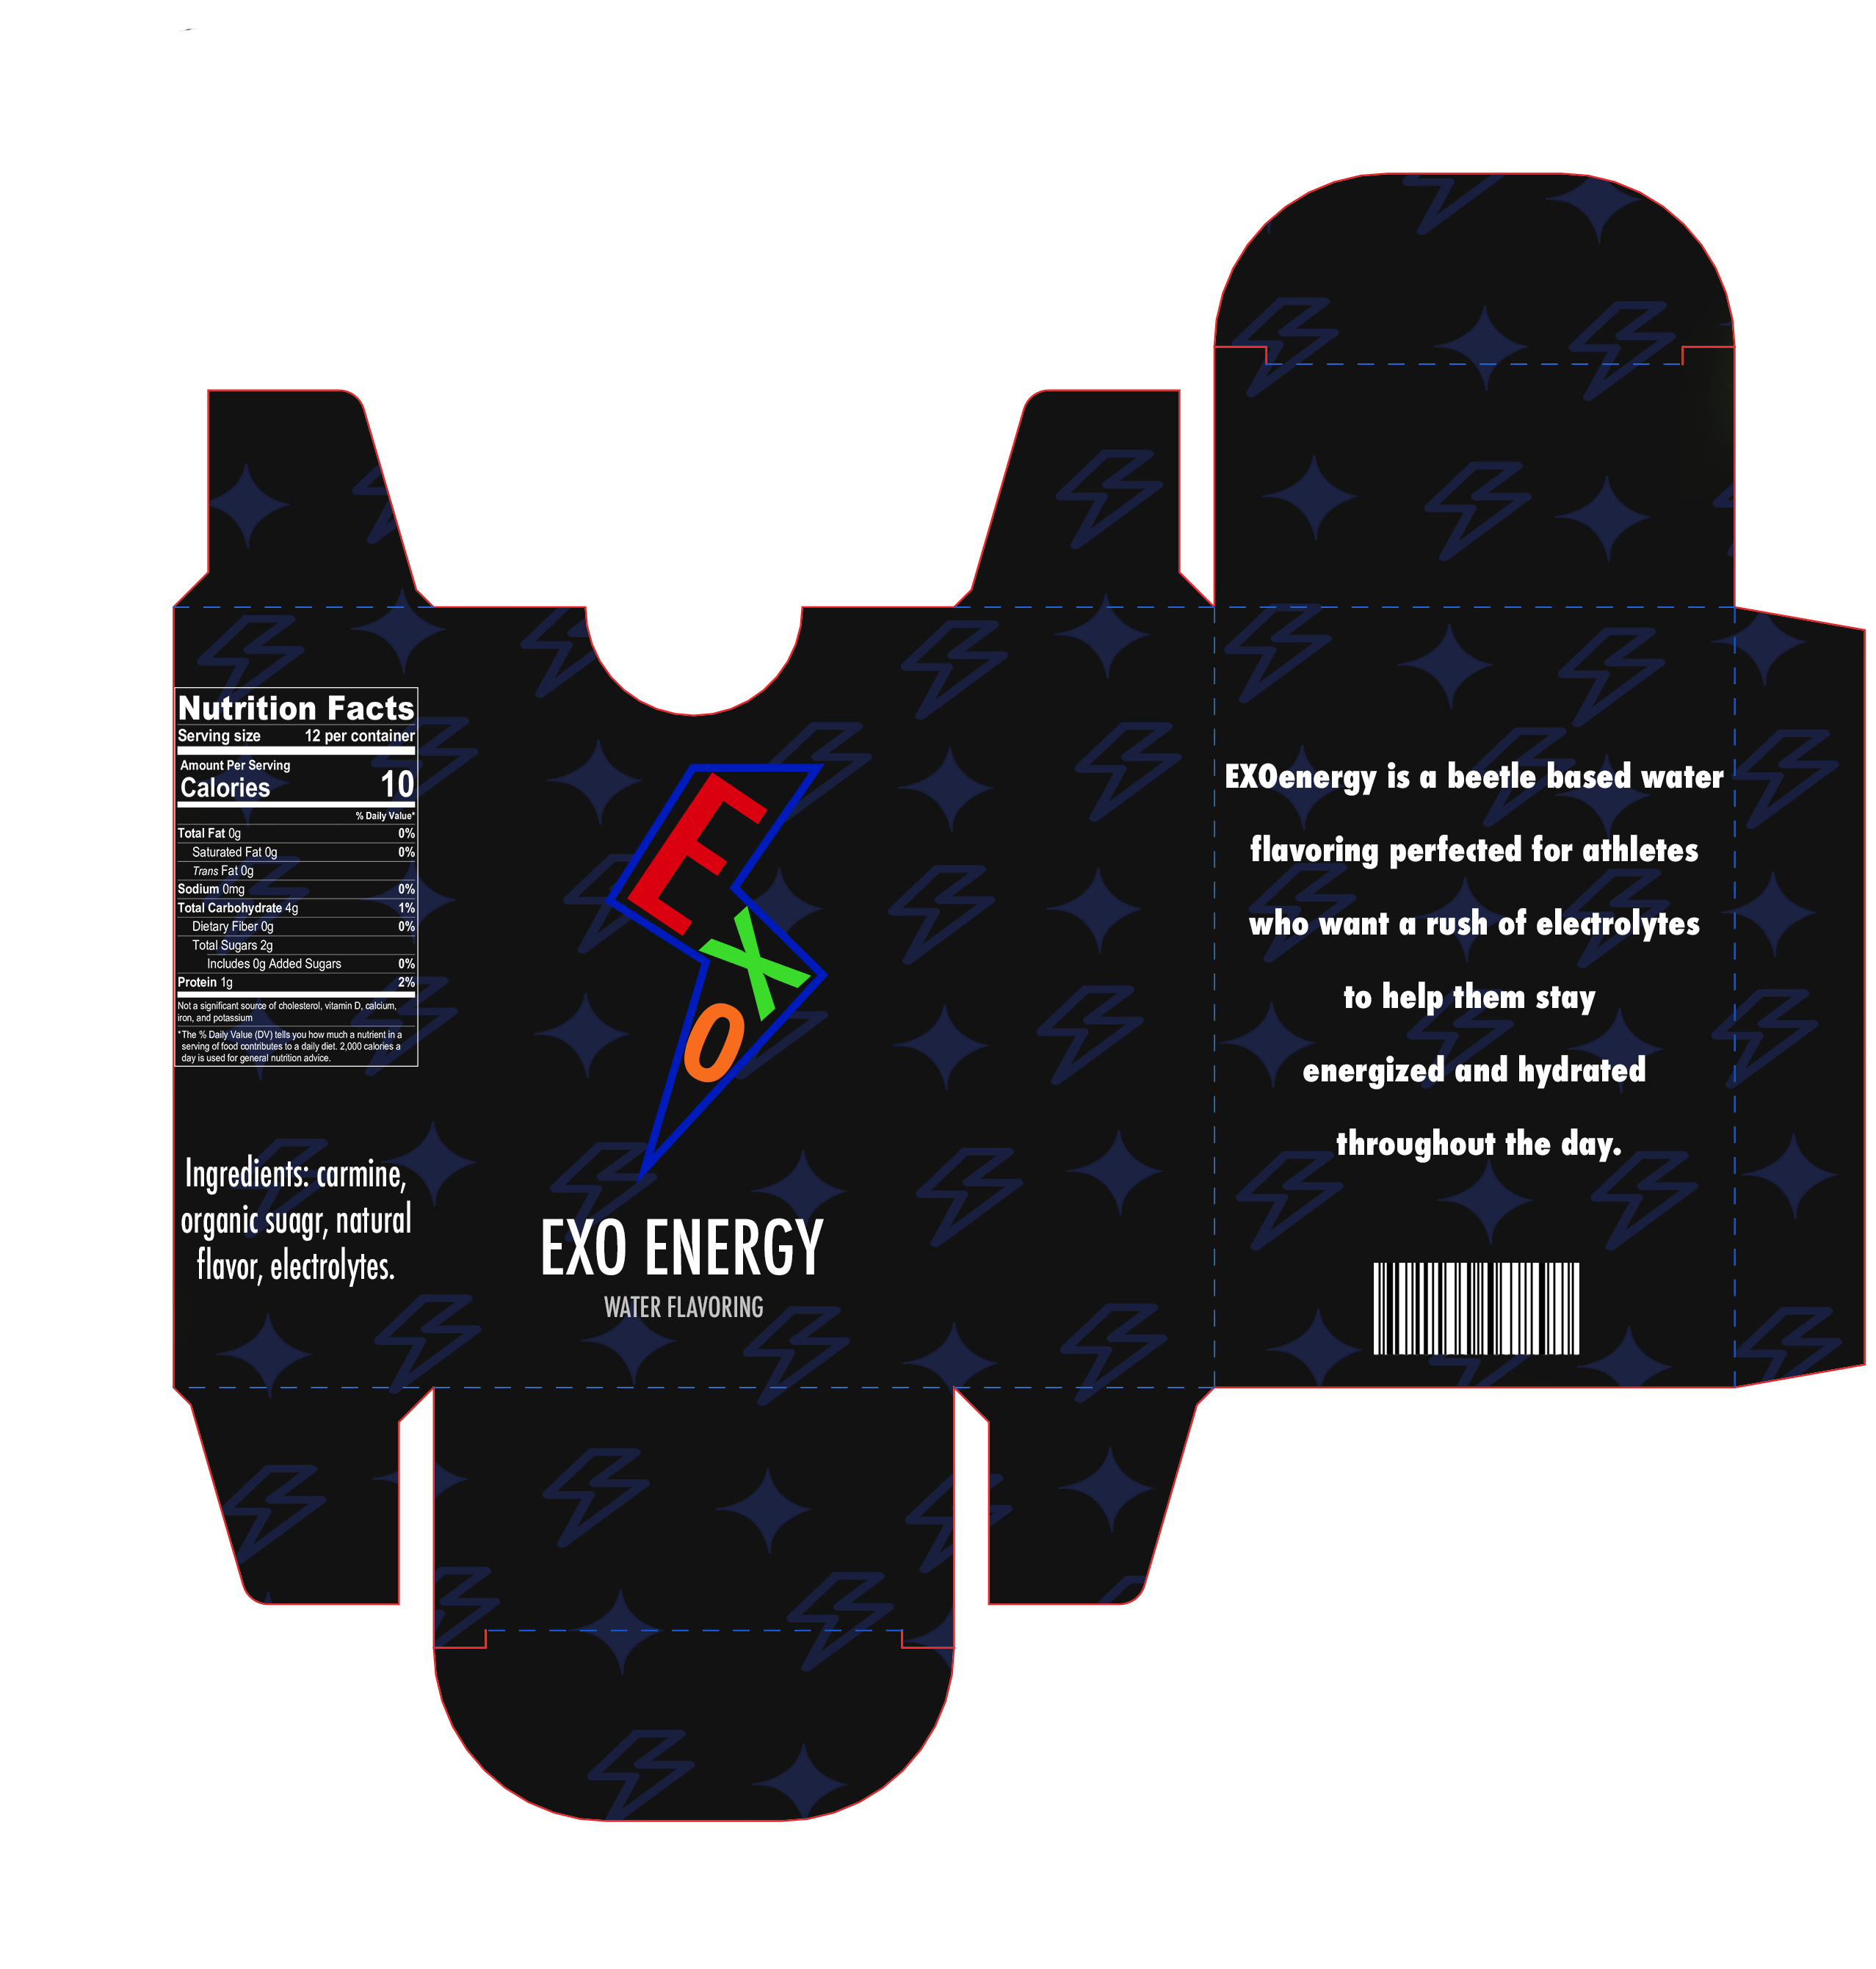 Nutrition Facts
Serving size 12 per container
Amount Per Serving
Calories 10
% Daily Value*
Total Fat 0g 0%
Saturated Fat 0g 0%
Trans Fat 0g
Sodium 0mg 0%
Total Carbohydrate 4g 1%
Dietary Fiber 0g 0%
Total Sugars 2g
Includes 0g Added Sugars 0%
Protein 1g 2%
Not a significant source of cholesterol, vitamin D, calcium,
iron, and potassium
*The % Daily Value (DV) tells you how much a nutrient in a
serving of food contributes to a daily diet. 2,000 calories a
day is used for general nutrition advice.
Ingredients: carmine,
organic suagr, natural
flavor, electrolytes.
EXO
EXO ENERGY
WATER FLAVORING
EXOenergy is a beetle based water
flavoring perfected for athletes
who want a rush of electrolytes
to help them stay
energized and hydrated
throughout the day.